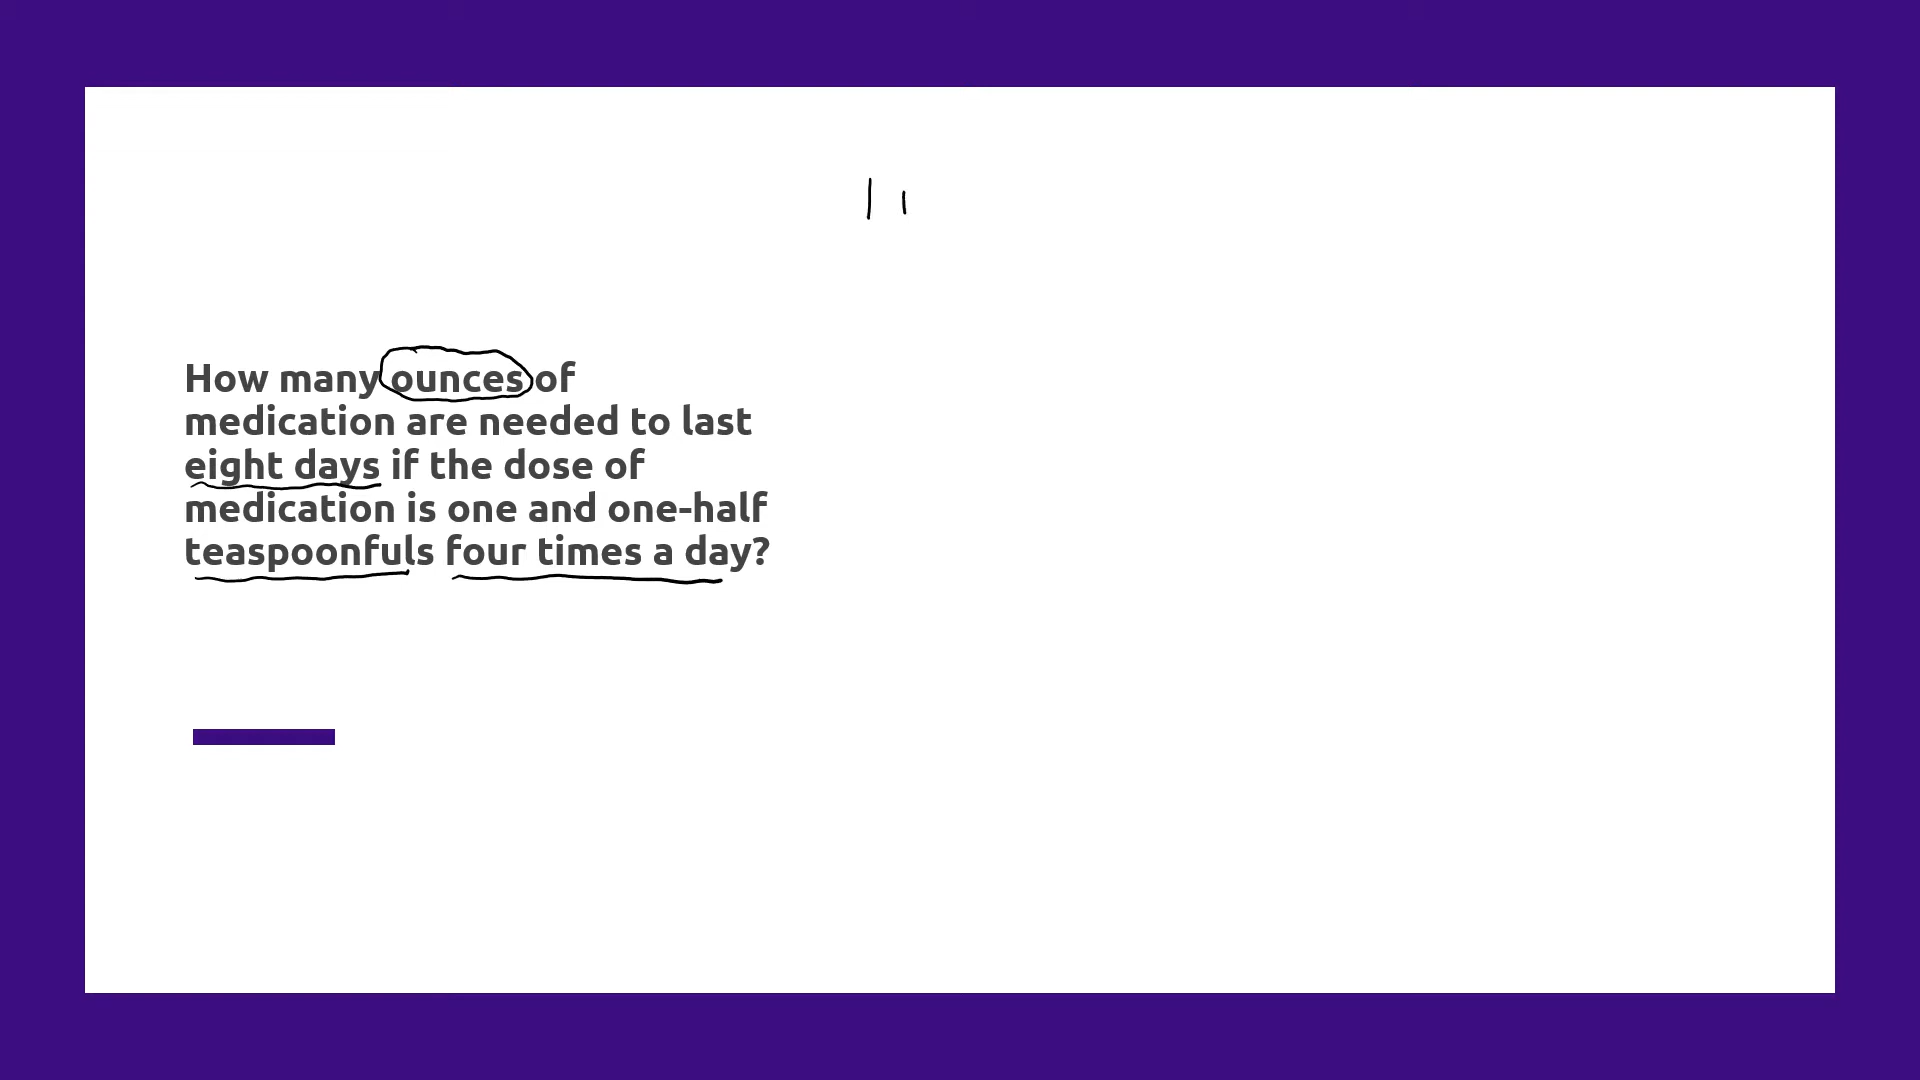 How many ounces of
medication are needed to last
eight days if the dose of
medication is one and one-half
teaspoonfuls four times a day?